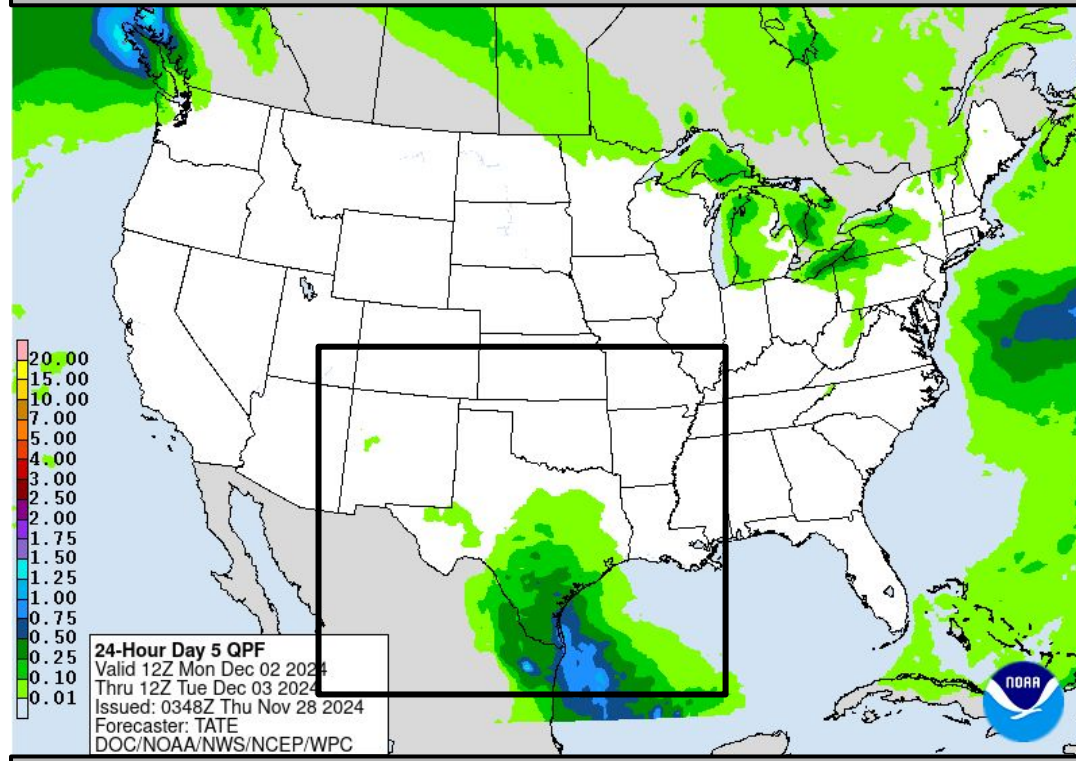 20.00
15.00
10.00
7.00
5.00
4.00
3.00
2.50
2.00
1.75
1.50
1.25
1.00
0.75
0.50
0.25
0.10
0.01
24-Hour Day 5 QPF
Valid 12Z Mon Dec 02 2024
Thru 12Z Tue Dec 03 2024
Issued: 0348Z Thu Nov 28 2024
Forecaster: TATE
DOC/NOAA/NWS/NCEP/WPC
NOAA